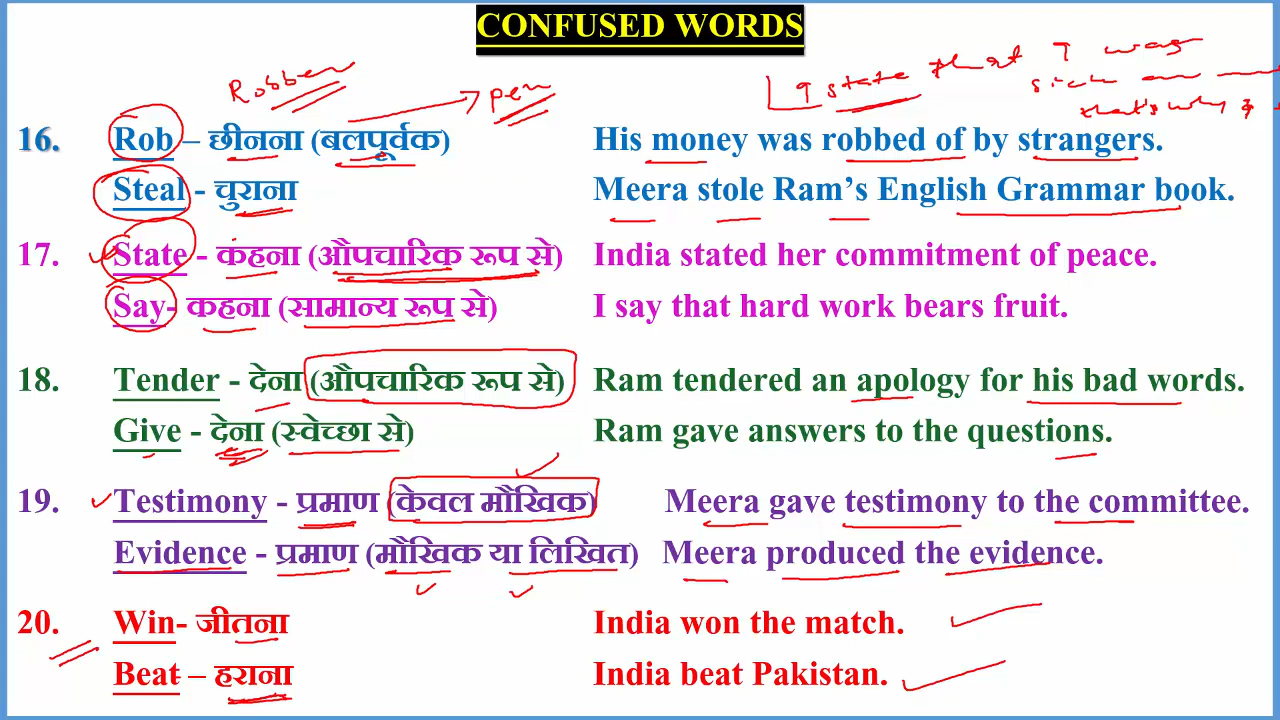 CONFUSED WORDS
Robber
pen
I state that I was
sick
that's why
16. Rob – छीनना (बलपूर्वक) His money was robbed of by strangers.
Steal - चुराना Meera stole Ram's English Grammar book.
17. State - कहना (औपचारिक रूप से) India stated her commitment of peace.
Say- कहना (सामान्य रूप से) I say that hard work bears fruit.
18. Tender - देना (औपचारिक रूप से) Ram tendered an apology for his bad words.
Give - देना (स्वेच्छा से) Ram gave answers to the questions.
19. Testimony - प्रमाण (केवल मौखिक) Meera gave testimony to the committee.
Evidence - प्रमाण (मौखिक या लिखित) Meera produced the evidence.
20. Win- जीतना India won the match.
Beat – हराना India beat Pakistan.